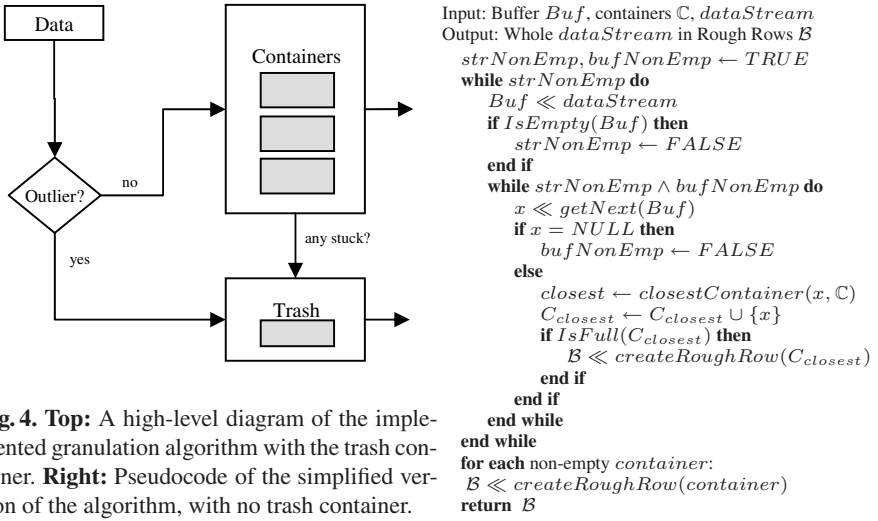 Data
Outlier?
no
yes
Containers
any stuck?
Trash
g. 4. Top: A high-level diagram of the imple-
ented granulation algorithm with the trash con-
ner. Right: Pseudocode of the simplified ver-
on of the algorithm, with no trash container.
Input: Buffer Buf, containers ℂ, dataStream
Output: Whole dataStream in Rough Rows ℬ
strNonEmp, bufNonEmp ← TRUE
while strNonEmp do
Buf ≪ dataStream
if IsEmpty(Buf) then
strNonEmp ← FALSE
end if
while strNonEmp ∧ bufNonEmp do
x ≪ getNext(Buf)
if x = NULL then
bufNonEmp ← FALSE
else
closest ← closestContainer(x, ℂ)
C_closest ← C_closest ∪ {x}
if IsFull(C_closest) then
ℬ ≪ createRoughRow(C_closest)
end if
end if
end while
end while
for each non-empty container:
ℬ ≪ createRoughRow(container)
return ℬ